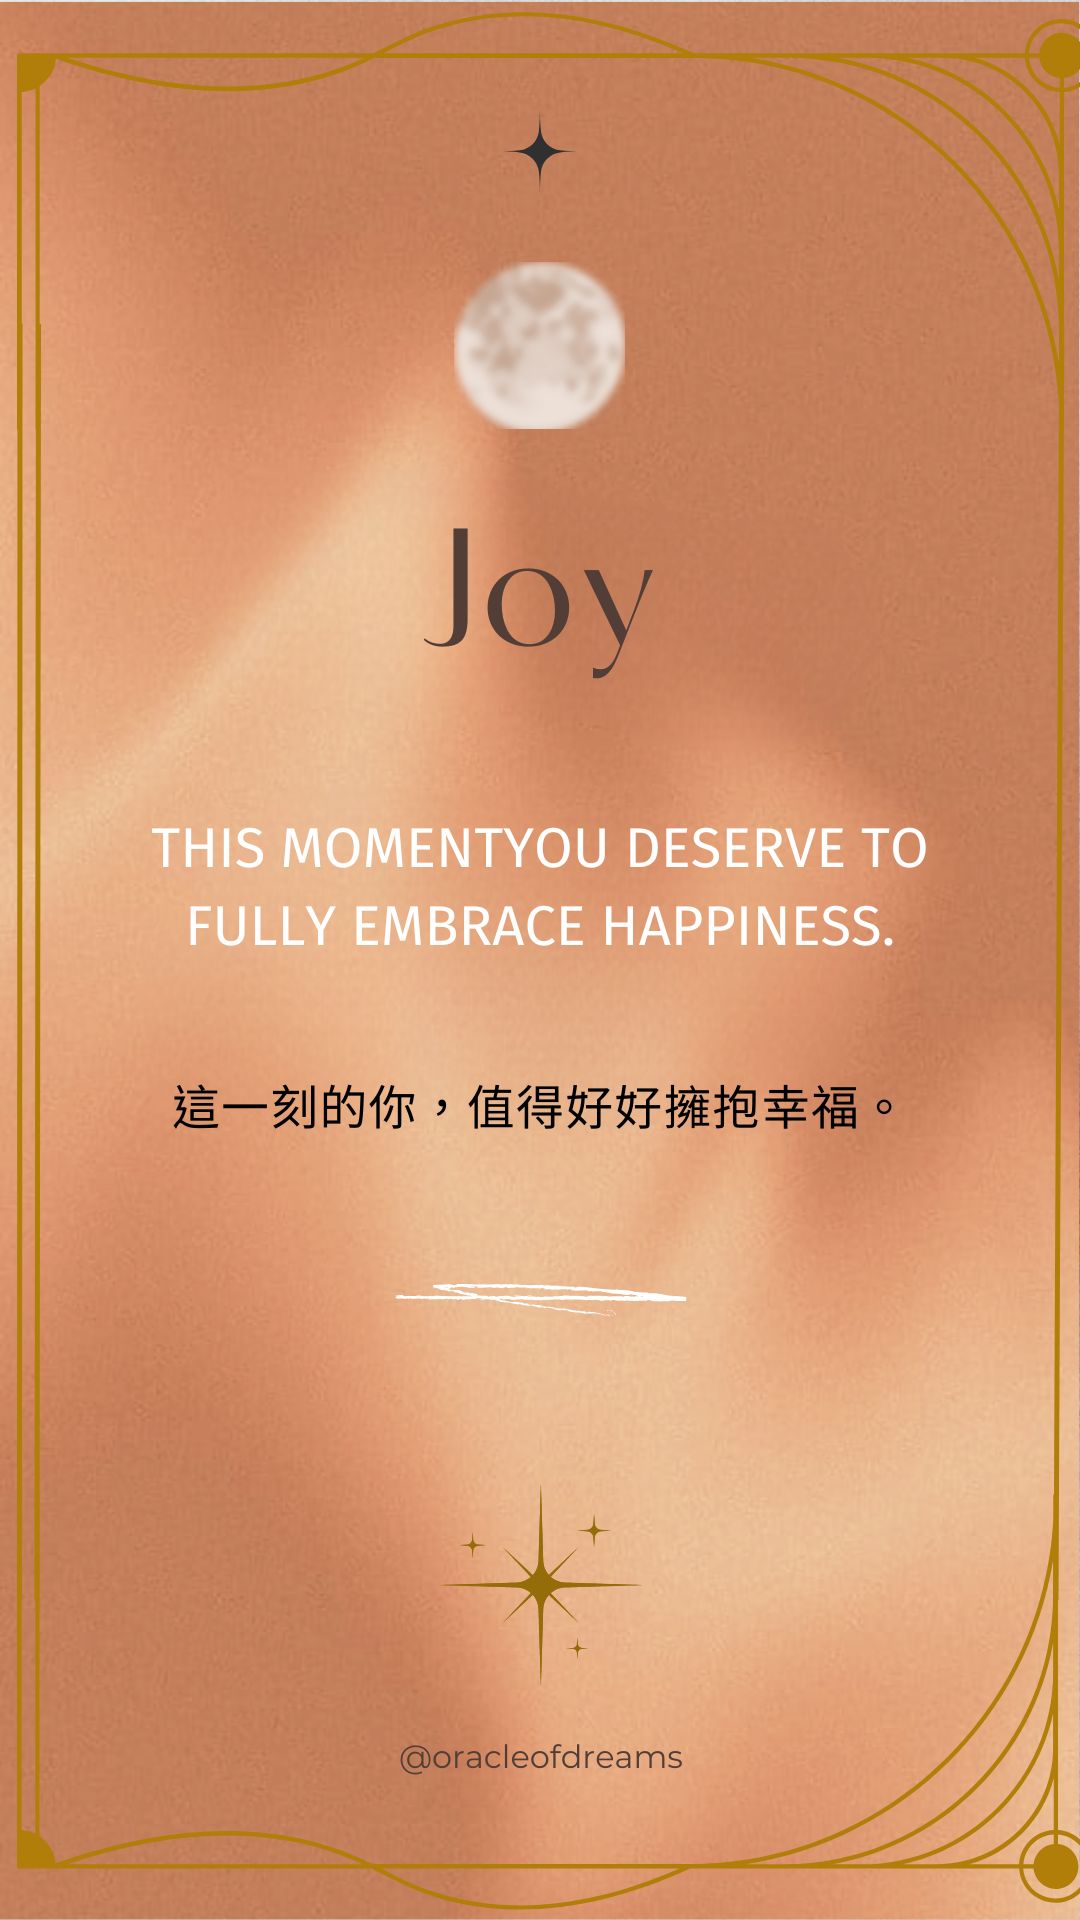 Joy
THIS MOMENTYOU DESERVE TO
FULLY EMBRACE HAPPINESS.
這一刻的你，值得好好擁抱幸福。
@oracleofdreams